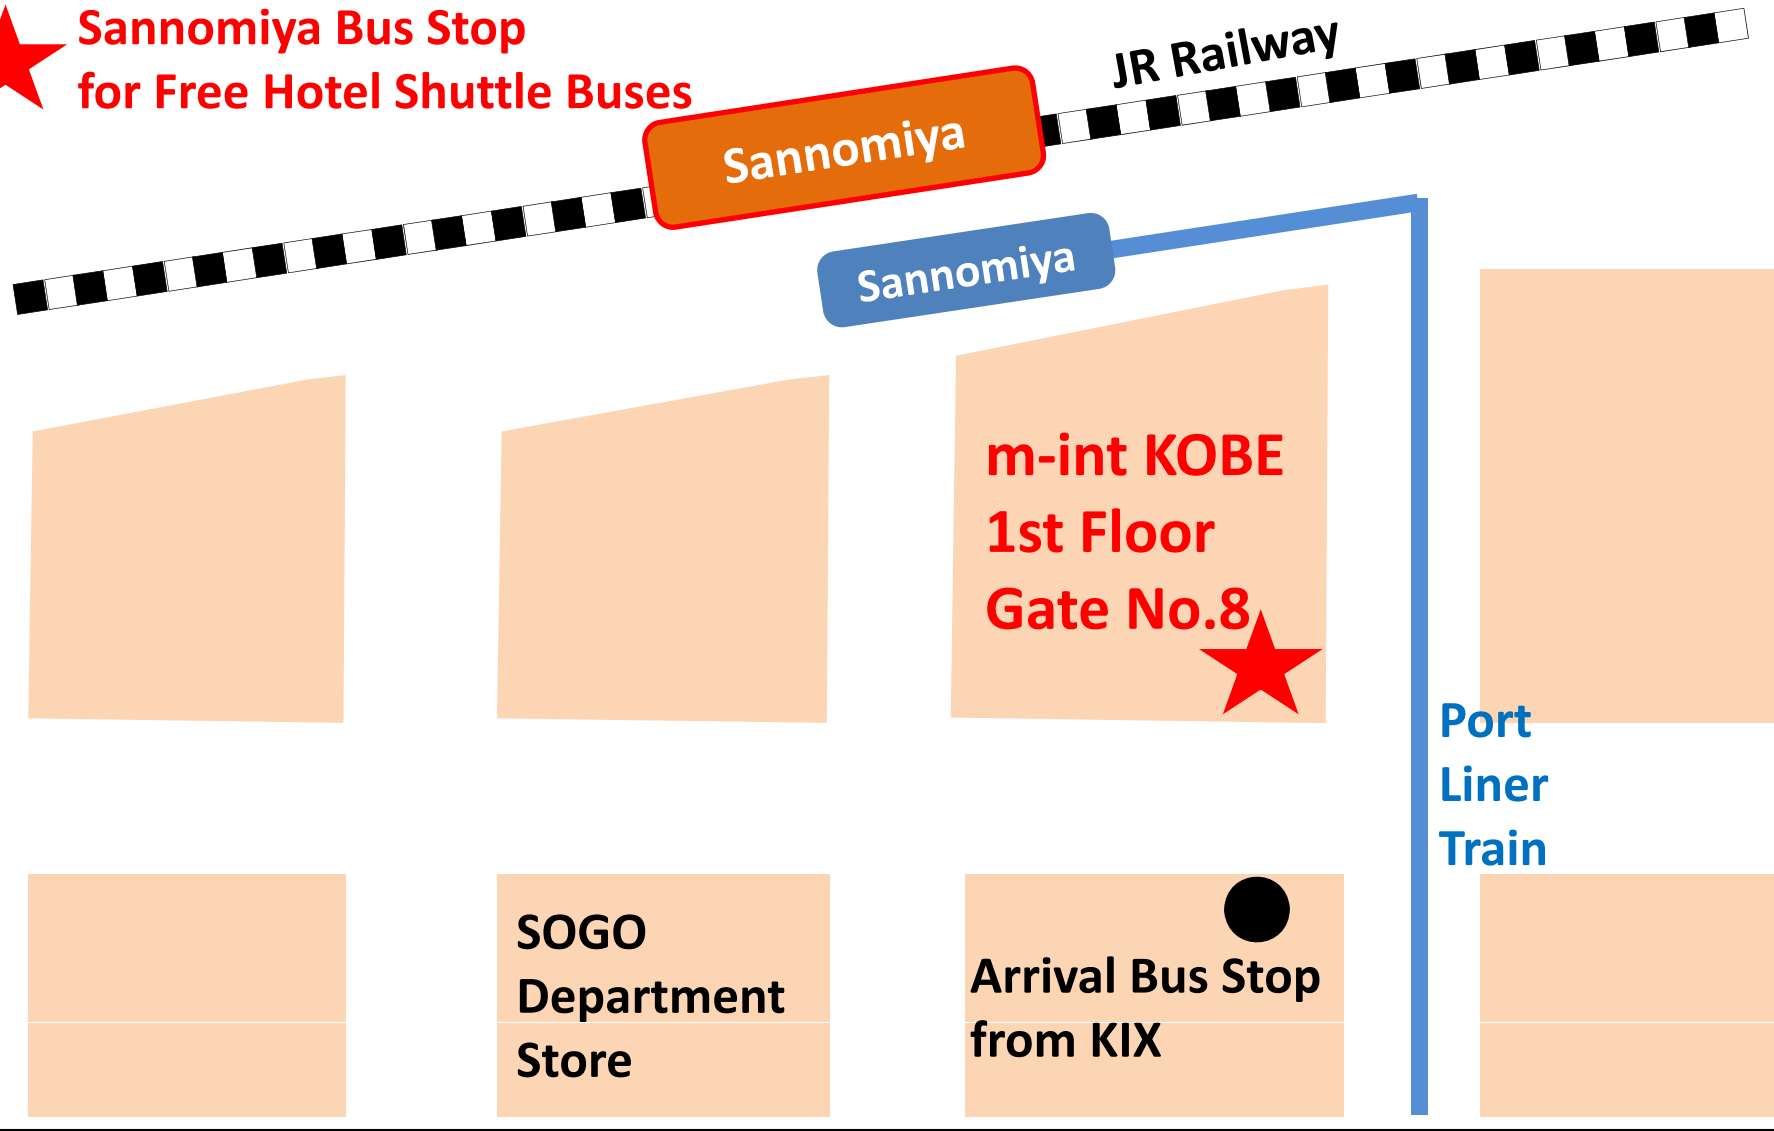 Sannomiya Bus Stop
for Free Hotel Shuttle Buses
JR Railway
Sannomiya
Sannomiya
m-int KOBE
1st Floor
Gate No.8
Port
Liner
Train
SOGO
Department
Store
Arrival Bus Stop
from KIX